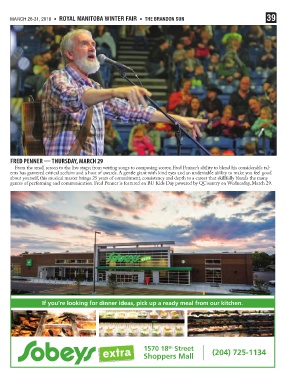 MARCH 26-31, 2018 • ROYAL MANITOBA WINTER FAIR • THE BRANDON SUN 39
FRED PENNER — THURSDAY, MARCH 29
From the small screen to the live stage; from writing songs to composing scores, Fred Penner's ability to blend his considerable tal-
ents has garnered critical acclaim and a host of awards. A gentle giant with kind eyes and an undeniable ability to make you feel good
about yourself, this musical master brings 25 years of commitment, consistency and depth to a career that skillfully blends the many
genres of performing and communication. Fred Penner is featured on BU Kids Day powered by QCountry on Wednesday, March 29.
Sobeys extra
If you're looking for dinner ideas, pick up a ready meal from our kitchen.
Sobeys extra
1570 18th Street
Shoppers Mall
(204) 725-1134